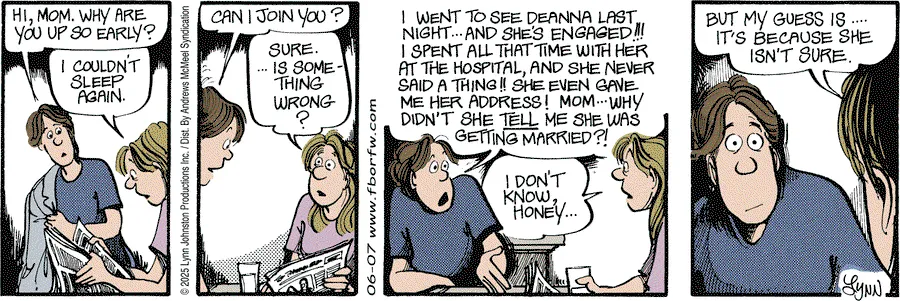 HI, MOM. WHY ARE
YOU UP SO EARLY?
I COULDN'T
SLEEP
AGAIN.
© 2025 Lynn Johnston Productions Inc. / Dist. By Andrews McMeel Syndication
CAN I JOIN YOU?
SURE.
... IS SOME-
THING
WRONG
?
06-07 www.fborfw.com
I WENT TO SEE DEANNA LAST
NIGHT...AND SHE'S ENGAGED!!!
I SPENT ALL THAT TIME WITH HER
AT THE HOSPITAL, AND SHE NEVER
SAID A THING!! SHE EVEN GAVE
ME HER ADDRESS! MOM...WHY
DIDN'T SHE TELL ME SHE WAS
GETTING MARRIED?!
I DON'T
KNOW,
HONEY...
BUT MY GUESS IS....
IT'S BECAUSE SHE
ISN'T SURE.
LYNN